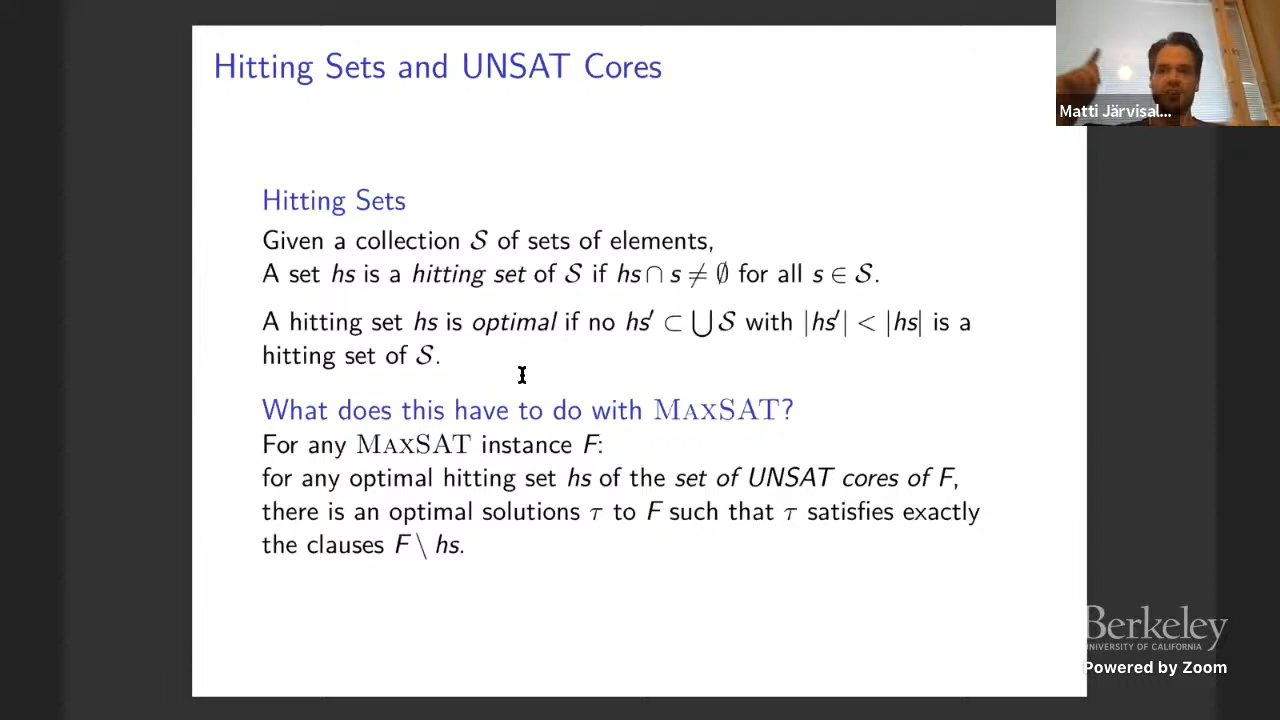 Hitting Sets and UNSAT Cores
Matti Järvisal...
Hitting Sets
Given a collection 𝒮 of sets of elements,
A set hs is a hitting set of 𝒮 if hs ∩ s ≠ ∅ for all s ∈ 𝒮.
A hitting set hs is optimal if no hs′ ⊂ ⋃ 𝒮 with |hs′| < |hs| is a
hitting set of 𝒮.
What does this have to do with MAXSAT?
For any MAXSAT instance F:
for any optimal hitting set hs of the set of UNSAT cores of F,
there is an optimal solutions τ to F such that τ satisfies exactly
the clauses F \ hs.
Berkeley
UNIVERSITY OF CALIFORNIA
Powered by Zoom